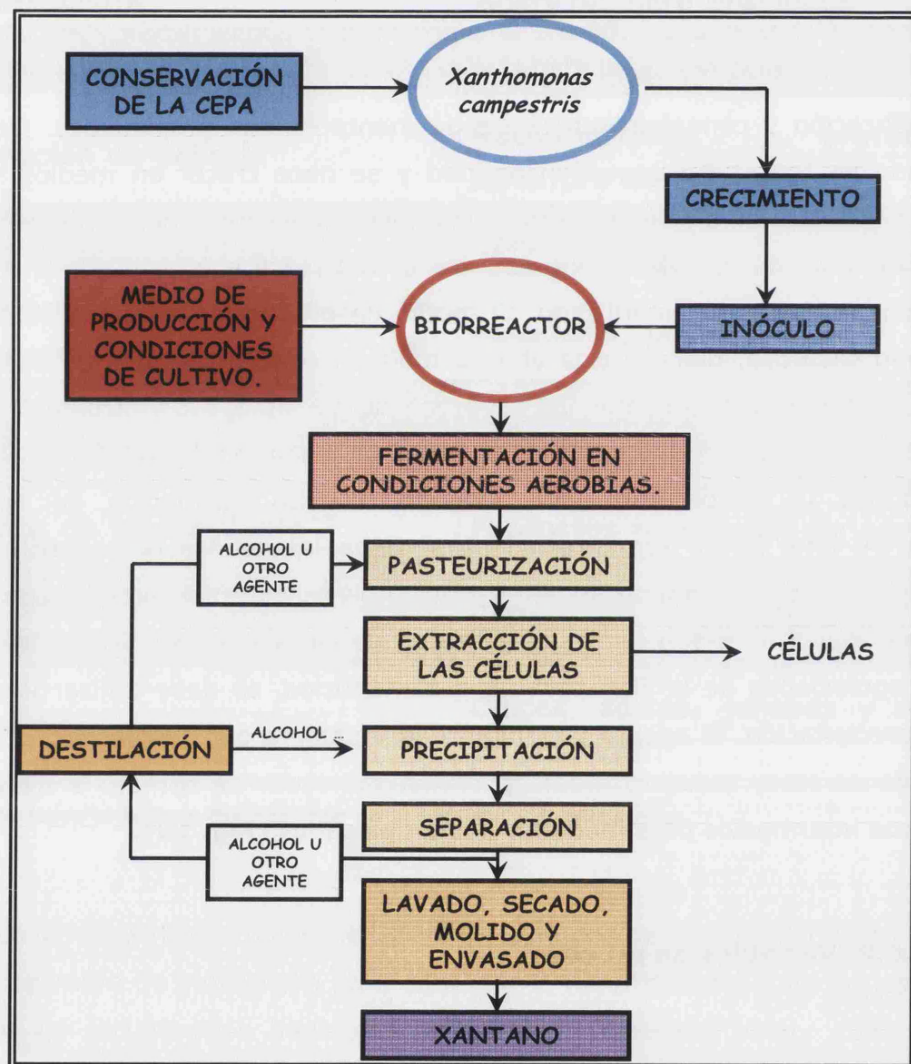 CONSERVACIÓN
DE LA CEPA
Xanthomonas
campestris
CRECIMIENTO
MEDIO DE
PRODUCCIÓN Y
CONDICIONES
DE CULTIVO.
BIORREACTOR
INÓCULO
FERMENTACIÓN EN
CONDICIONES AEROBIAS.
ALCOHOL U
OTRO
AGENTE
PASTEURIZACIÓN
EXTRACCIÓN DE
LAS CÉLULAS
CÉLULAS
DESTILACIÓN
ALCOHOL ...
PRECIPITACIÓN
SEPARACIÓN
ALCOHOL U
OTRO
AGENTE
LAVADO, SECADO,
MOLIDO Y
ENVASADO
XANTANO